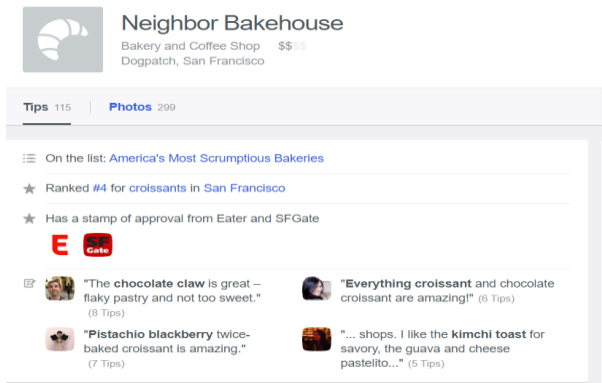 Neighbor Bakehouse
Bakery and Coffee Shop $$$$
Dogpatch, San Francisco
Tips 115 | Photos 299
On the list: America's Most Scrumptious Bakeries
Ranked #4 for croissants in San Francisco
Has a stamp of approval from Eater and SFGate
E SF Gate
"The chocolate claw is great –
flaky pastry and not too sweet."
(8 Tips)
"Everything croissant and chocolate
croissant are amazing!" (6 Tips)
"Pistachio blackberry twice-
baked croissant is amazing."
(7 Tips)
"... shops. I like the kimchi toast for
savory, the guava and cheese
pastelito..." (5 Tips)